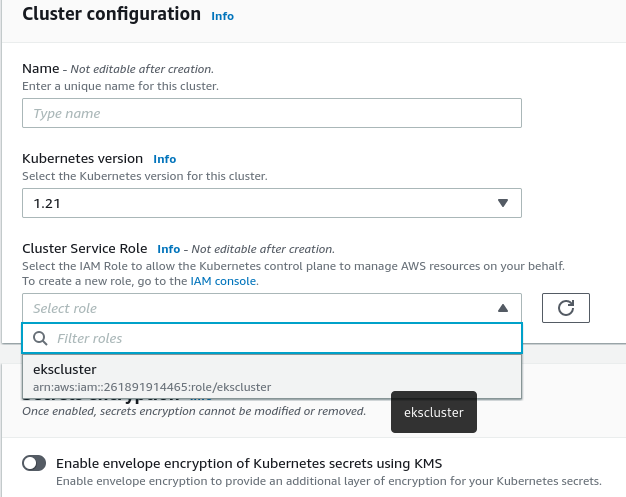 Cluster configuration Info
Name - Not editable after creation.
Enter a unique name for this cluster.
Type name
Kubernetes version Info
Select the Kubernetes version for this cluster.
1.21
Cluster Service Role Info - Not editable after creation.
Select the IAM Role to allow the Kubernetes control plane to manage AWS resources on your behalf.
To create a new role, go to the IAM console.
Select role
Filter roles
ekscluster
arn:aws:iam::261891914465:role/ekscluster
Once enabled, secrets encryption cannot be modified or removed.
ekscluster
Enable envelope encryption of Kubernetes secrets using KMS
Enable envelope encryption to provide an additional layer of encryption for your Kubernetes secrets.